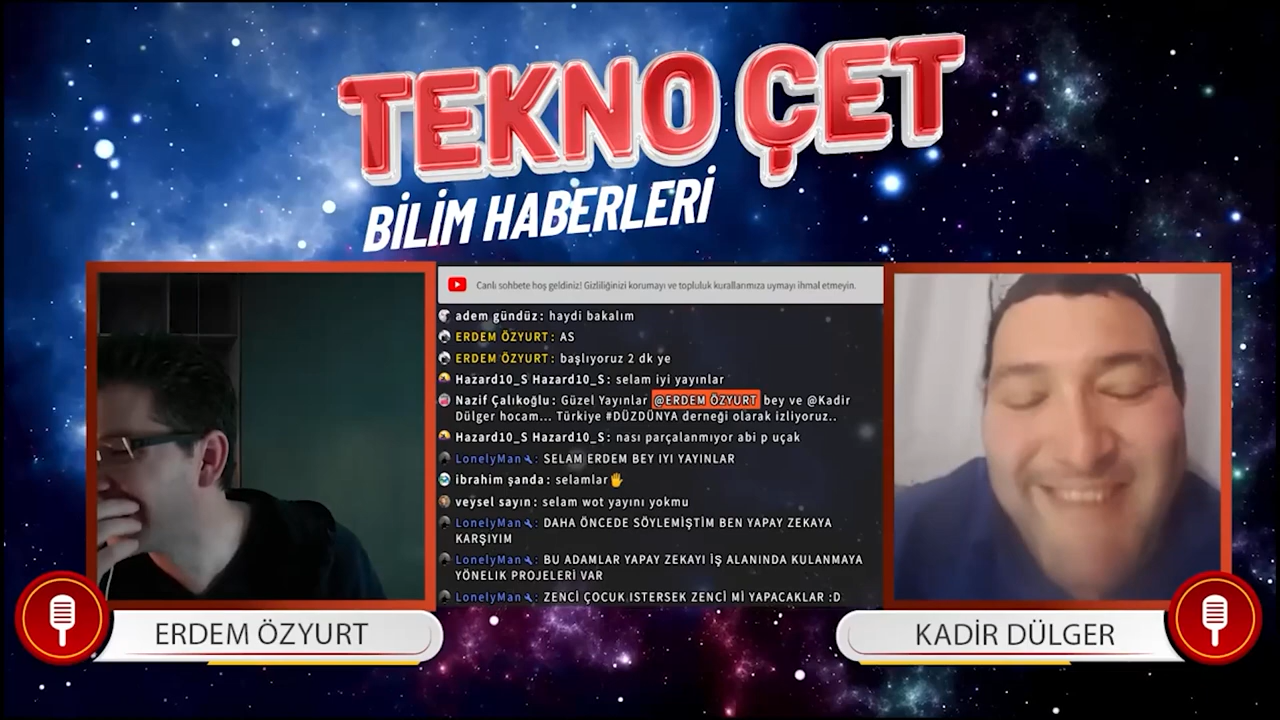 TEKNO ÇET
BİLİM HABERLERİ
Canlı sohbete hoş geldiniz! Gizliliğinizi korumayı ve topluluk kurallarımıza uymayı ihmal etmeyin.
adem gündüz: haydi bakalım
ERDEM ÖZYURT: AS
ERDEM ÖZYURT: başlıyoruz 2 dk ye
Hazard10_S Hazard10_S: selam iyi yayınlar
Nazif Çalıkoğlu: Güzel Yayınlar @ERDEM ÖZYURT bey ve @Kadir
Dülger hocam... Türkiye #DÜZDÜNYA derneği olarak izliyoruz..
Hazard10_S Hazard10_S: nası parçalanmıyor abi p uçak
LonelyMan: SELAM ERDEM BEY IYI YAYINLAR
ibrahim şanda: selamlar🖐
veysel sayın: selam wot yayını yokmu
LonelyMan: DAHA ÖNCEDE SÖYLEMİŞTİM BEN YAPAY ZEKAYA
KARŞIYIM
LonelyMan: BU ADAMLAR YAPAY ZEKAYI İŞ ALANINDA KULANMAYA
YÖNELIK PROJELERİ VAR
LonelyMan: ZENCİ ÇOCUK ISTERSEK ZENCİ Mİ YAPACAKLAR :D
ERDEM ÖZYURT
KADİR DÜLGER